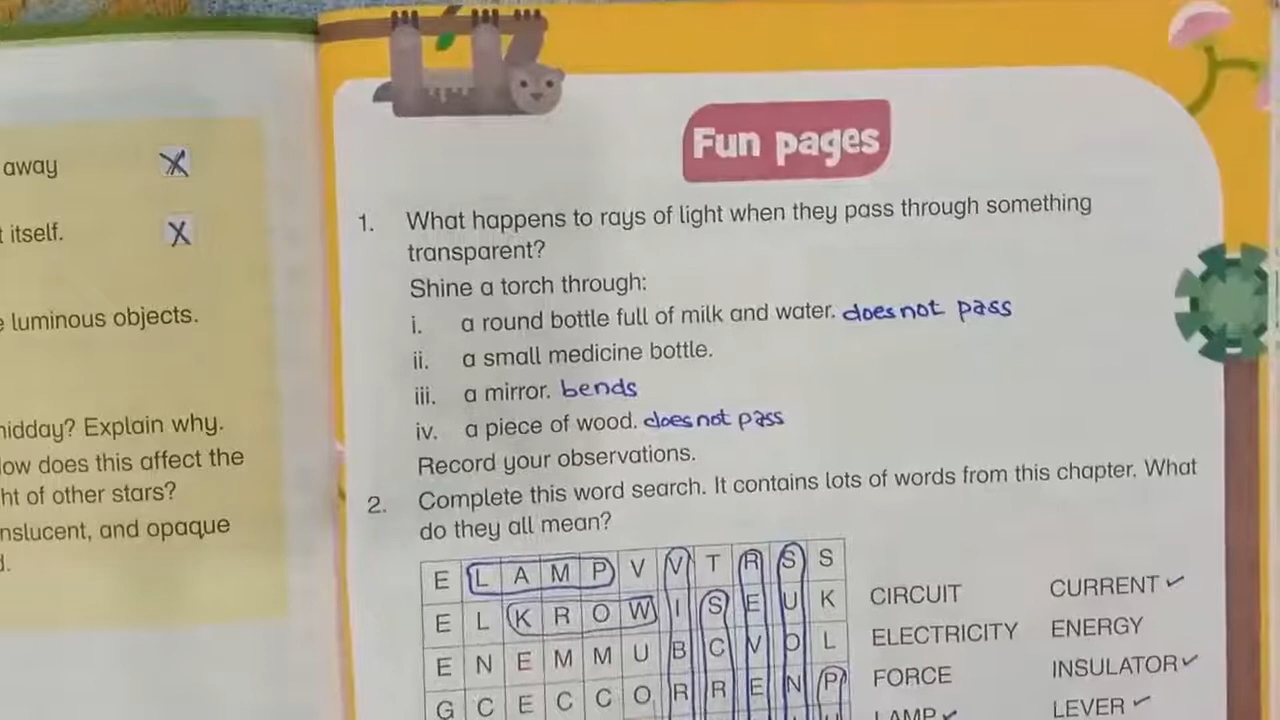 away X
t itself. X
e luminous objects.
nidday? Explain why.
low does this affect the
ht of other stars?
nslucent, and opaque
d.
Fun pages
1. What happens to rays of light when they pass through something
transparent?
Shine a torch through:
i. a round bottle full of milk and water. does not pass
ii. a small medicine bottle.
iii. a mirror. bends
iv. a piece of wood. does not pass
Record your observations.
2. Complete this word search. It contains lots of words from this chapter. What
do they all mean?
E L A M P V V T R S S
E L K R O W I S E U K
E N E M M U B C V O L
G C E C C O R R E N P
CIRCUIT CURRENT ✓
ELECTRICITY ENERGY
FORCE INSULATOR ✓
LAMP ✓ LEVER ✓